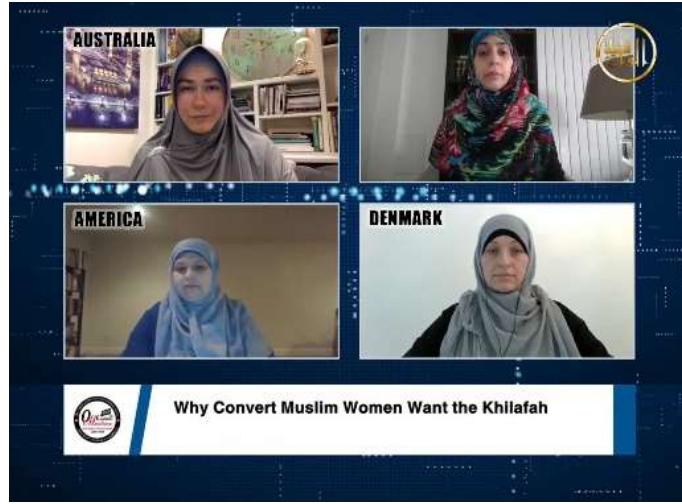 AUSTRALIA
AMERICA
DENMARK
Why Convert Muslim Women Want the Khilafah